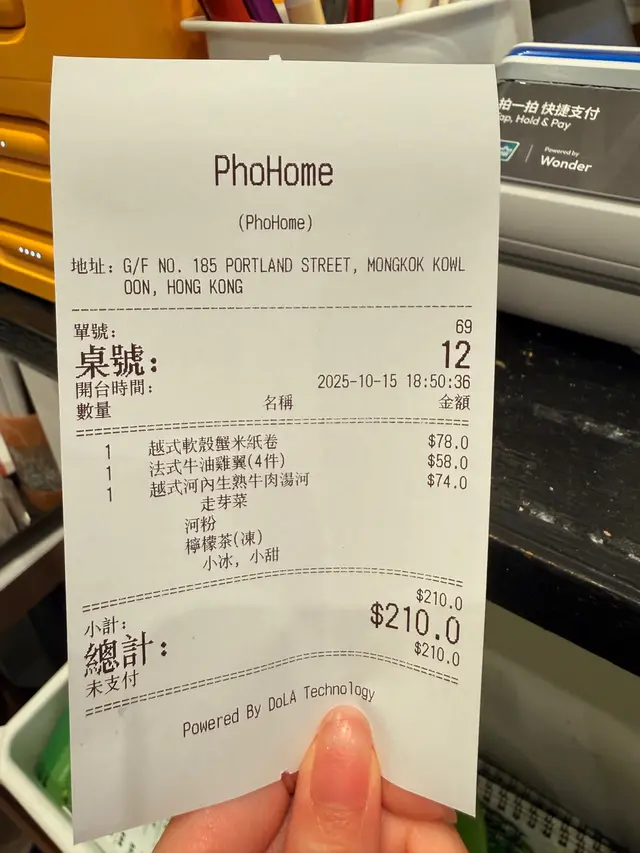 PhoHome
(PhoHome)
地址: G/F NO. 185 PORTLAND STREET, MONGKOK KOWL
OON, HONG KONG
單號: 69
桌號: 12
開台時間: 2025-10-15 18:50:36
數量 名稱 金額
1 越式軟殼蟹米紙卷 $78.0
1 法式牛油雞翼(4件) $58.0
1 越式河內生熟牛肉湯河 $74.0
走芽菜
河粉
檸檬茶(凍)
小冰, 小甜
小計: $210.0
總計: $210.0
未支付 $210.0
Powered By DoLA Technology
拍一拍 快捷支付
ap, Hold & Pay
Powered by
Wonder